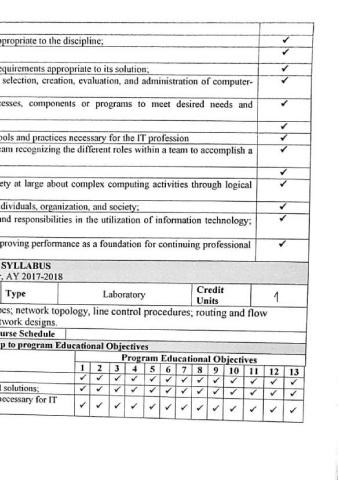 ppropriate to the discipline; ✓
✓
equirements appropriate to its solution; ✓
selection, creation, evaluation, and administration of computer- ✓
cesses, components or programs to meet desired needs and ✓
✓
ools and practices necessary for the IT profession ✓
eam recognizing the different roles within a team to accomplish a ✓
✓
ety at large about complex computing activities through logical ✓
dividuals, organization, and society; ✓
and responsibilities in the utilization of information technology; ✓
proving performance as a foundation for continuing professional ✓
SYLLABUS
, AY 2017-2018
Type Laboratory Credit Units 1
pes; network topology, line control procedures; routing and flow
twork designs.
urse Schedule
p to program Educational Objectives
Program Educational Objectives
1 2 3 4 5 6 7 8 9 10 11 12 13
✓ ✓ ✓ ✓ ✓ ✓ ✓ ✓ ✓ ✓ ✓ ✓ ✓
l solutions; ✓ ✓ ✓ ✓ ✓ ✓ ✓ ✓ ✓ ✓ ✓ ✓ ✓
necessary for IT ✓ ✓ ✓ ✓ ✓ ✓ ✓ ✓ ✓ ✓ ✓ ✓ ✓